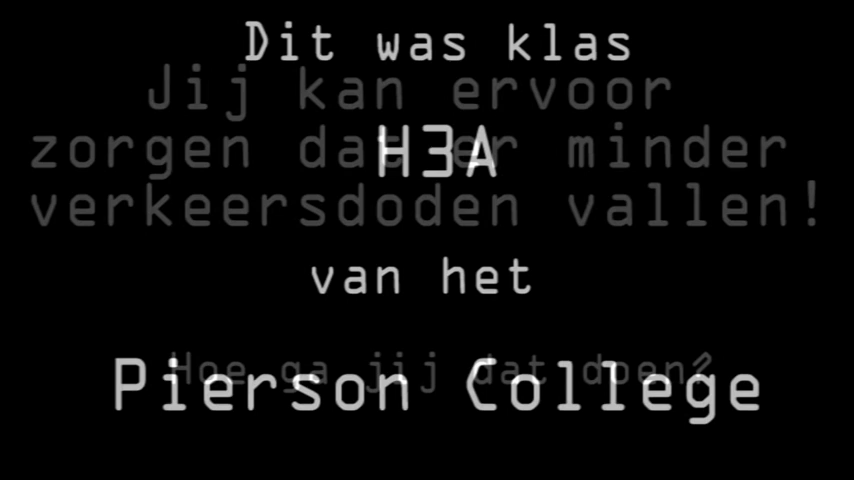 Dit was klas
Jij kan ervoor
zorgen dat er minder
H3A
verkeersdoden vallen!
van het
Hoe ga jij dat doen?
Pierson College